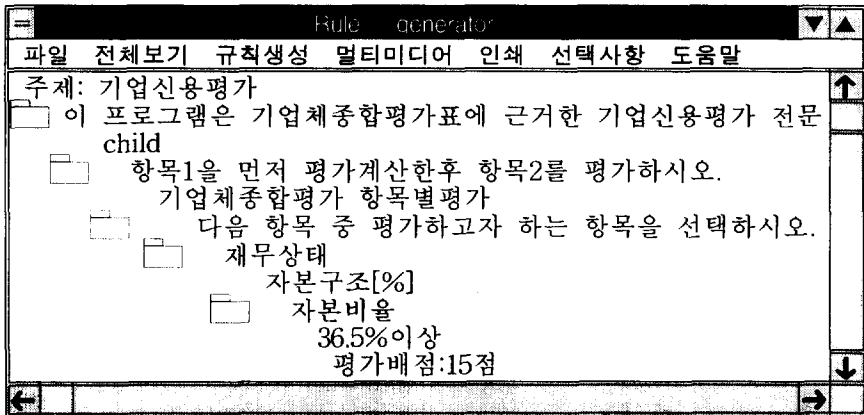 Rule generator
파일 전체보기 규칙생성 멀티미디어 인쇄 선택사항 도움말
주제: 기업신용평가
이 프로그램은 기업체종합평가표에 근거한 기업신용평가 전문
child
항목1을 먼저 평가계산한후 항목2를 평가하시오.
기업체종합평가 항목별평가
다음 항목 중 평가하고자 하는 항목을 선택하시오.
재무상태
자본구조[%]
자본비율
36.5%이상
평가배점:15점